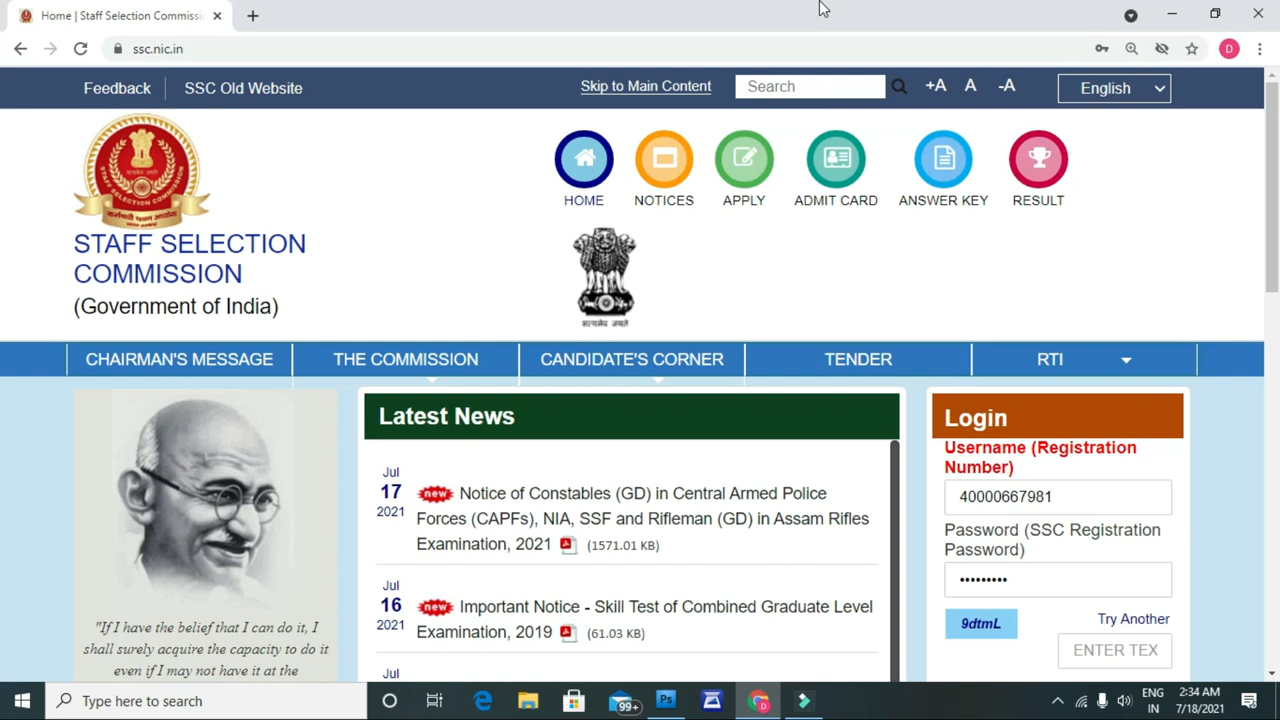 Home | Staff Selection Commissi
ssc.nic.in
D
Feedback
SSC Old Website
Skip to Main Content
Search
+A
A
-A
English
HOME
NOTICES
APPLY
ADMIT CARD
ANSWER KEY
RESULT
STAFF SELECTION
COMMISSION
(Government of India)
सत्यमेव जयते
CHAIRMAN'S MESSAGE
THE COMMISSION
CANDIDATE'S CORNER
TENDER
RTI
"If I have the belief that I can do it, I
shall surely acquire the capacity to do it
even if I may not have it at the
Latest News
Jul
17
2021
new Notice of Constables (GD) in Central Armed Police
Forces (CAPFs), NIA, SSF and Rifleman (GD) in Assam Rifles
Examination, 2021 (1571.01 KB)
Jul
16
2021
new Important Notice - Skill Test of Combined Graduate Level
Examination, 2019 (61.03 KB)
Jul
Login
Username (Registration
Number)
40000667981
Password (SSC Registration
Password)
•••••••••
9dtmL
Try Another
ENTER TEX
Type here to search
99+
Ps
D
ENG
IN
2:34 AM
7/18/2021